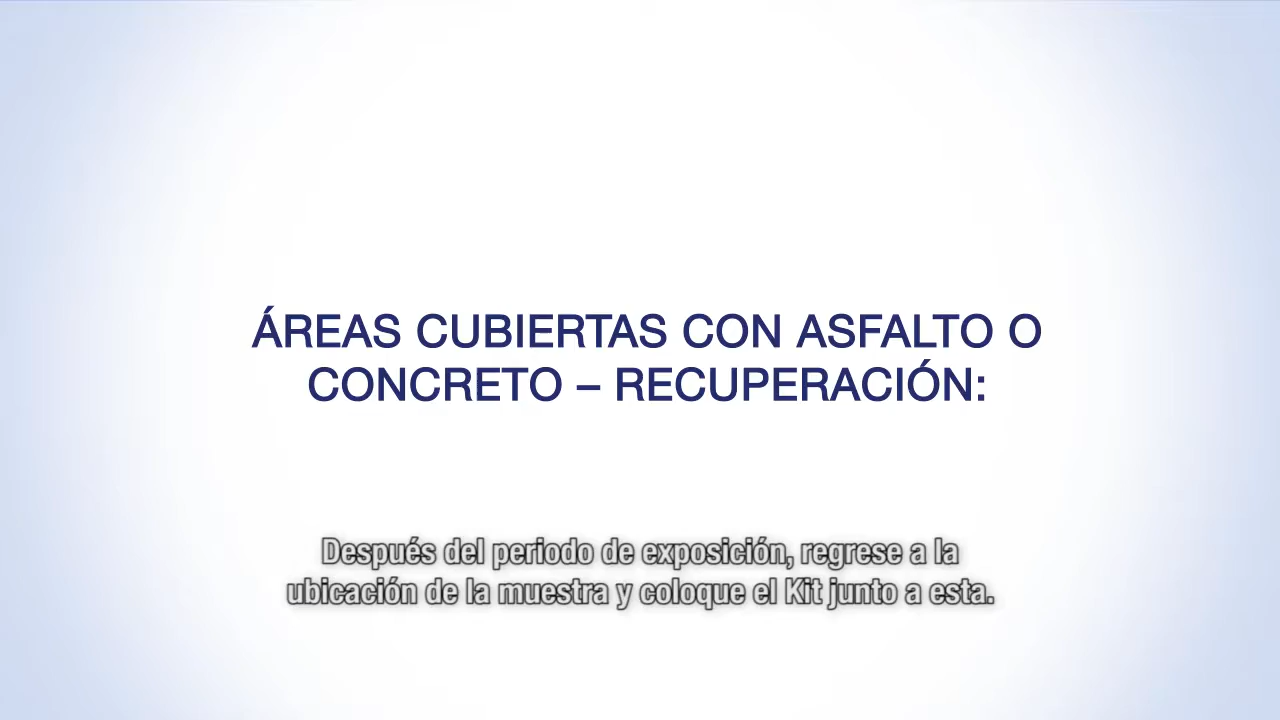 ÁREAS CUBIERTAS CON ASFALTO O
CONCRETO – RECUPERACIÓN:
Después del periodo de exposición, regrese a la
ubicación de la muestra y coloque el Kit junto a esta.